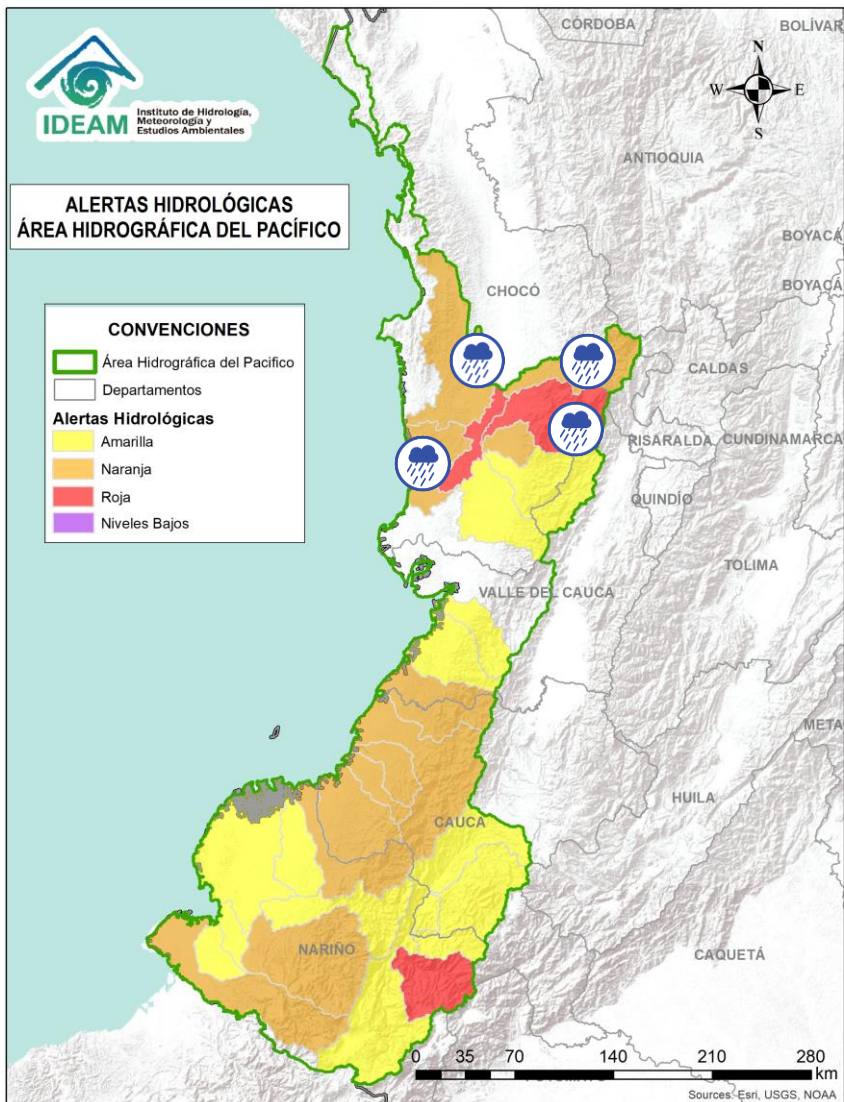 CÓRDOBA
BOLÍVAR
N
W
E
S
IDEAM
Instituto de Hidrología,
Meteorología y
Estudios Ambientales
ANTIOQUIA
ALERTAS HIDROLÓGICAS
ÁREA HIDROGRÁFICA DEL PACÍFICO
BOYACÁ
BOYACÁ
CHOCÓ
CONVENCIONES
Área Hidrográfica del Pacifico
Departamentos
Alertas Hidrológicas
Amarilla
Naranja
Roja
Niveles Bajos
CALDAS
RISARALDA
CUNDINAMARCA
QUINDÍO
TOLIMA
VALLE DEL CAUCA
META
HUILA
CAUCA
NARIÑO
CAQUETÁ
0 35 70 140 210 280
km
Sources: Esri, USGS, NOAA